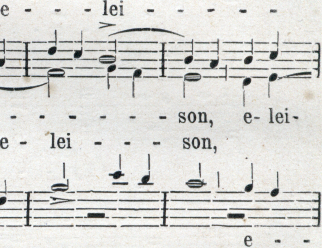 e - - - lei - - - - -
- - - - - - - son, e- lei-
e - lei - - - - son,
e - -